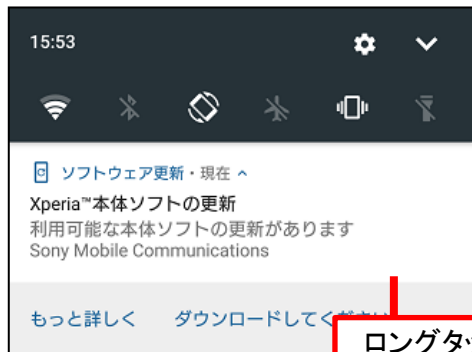 15:53
ソフトウェア更新・現在
Xperia™本体ソフトの更新
利用可能な本体ソフトの更新があります
Sony Mobile Communications
もっと詳しく ダウンロードしてく
ロングタッ